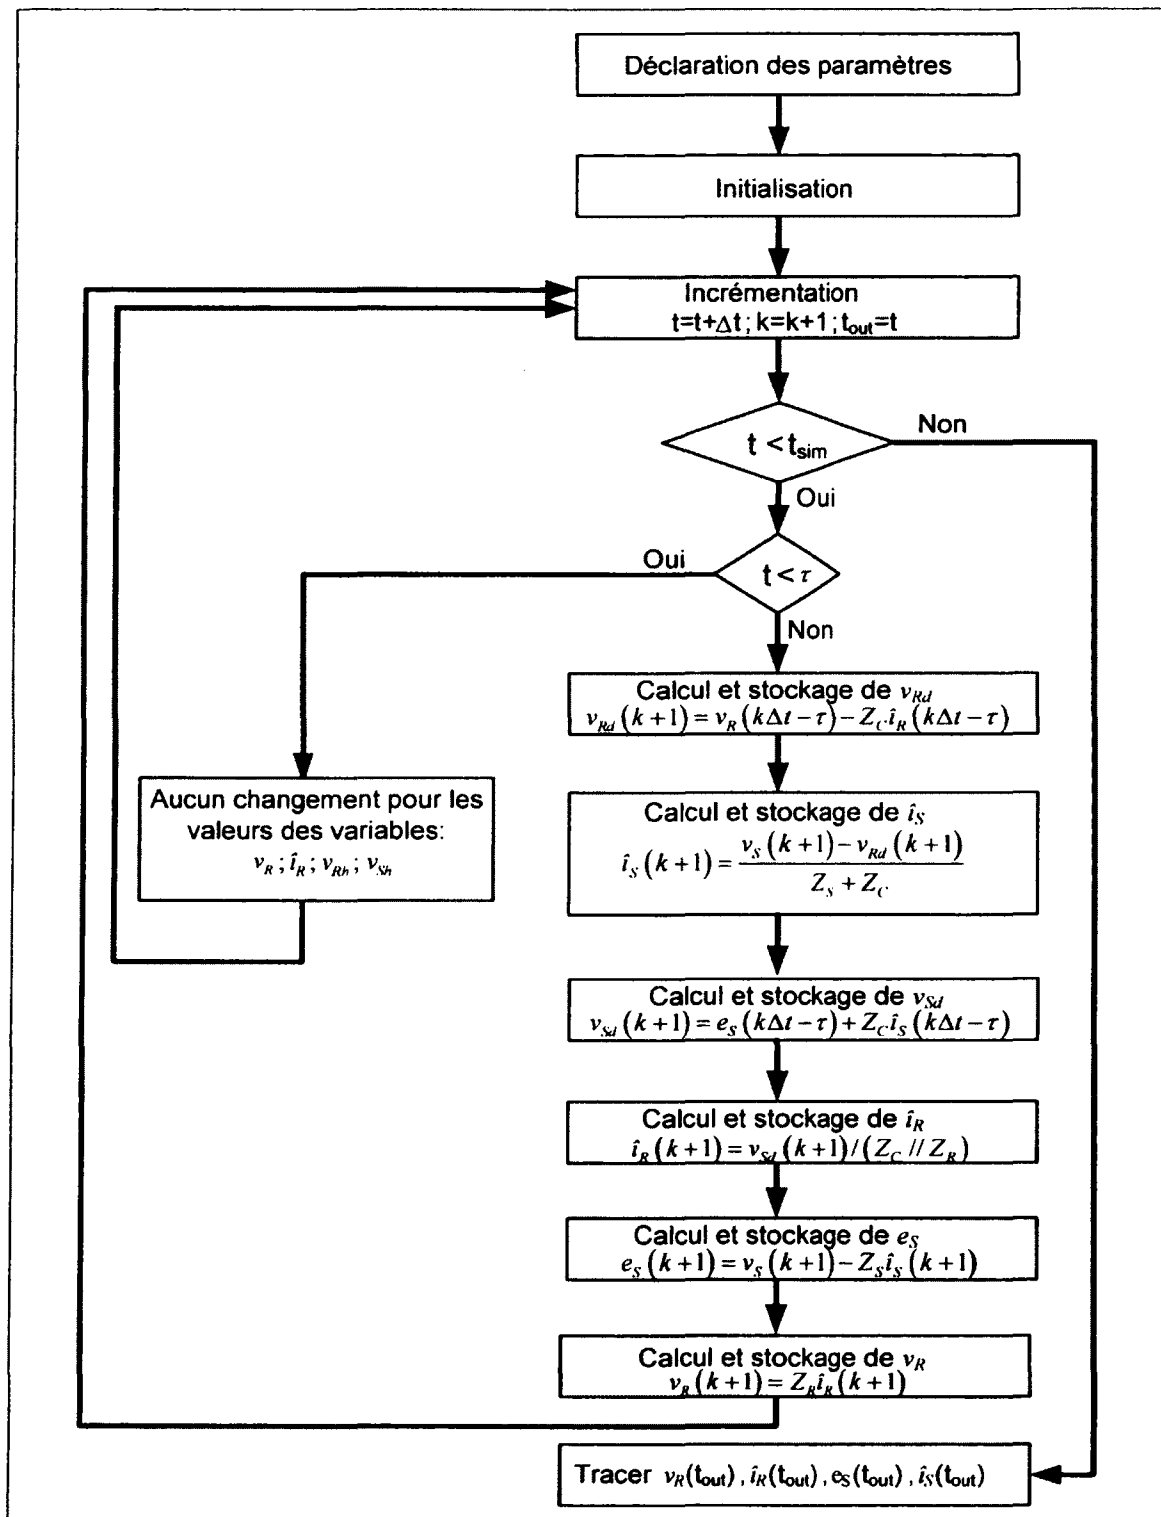 Déclaration des paramètres
Initialisation
Incrémentation
t=t+Δt ; k=k+1 ; t_out=t
t < t_sim
Non
Oui
t < τ
Oui
Non
Calcul et stockage de v_Rd
v_Rd (k+1) = v_R (kΔt − τ) − Z_C.î_R (kΔt − τ)
Aucun changement pour les
valeurs des variables:
v_R ; î_R ; v_Rh ; v_Sh
Calcul et stockage de î_S
î_S (k+1) = (v_S (k+1) − v_Rd (k+1)) / (Z_S + Z_C)
Calcul et stockage de v_Sd
v_Sd (k+1) = e_S (kΔt − τ) + Z_C î_S (kΔt − τ)
Calcul et stockage de î_R
î_R (k+1) = v_Sd (k+1) / (Z_C // Z_R)
Calcul et stockage de e_S
e_S (k+1) = v_S (k+1) − Z_S î_S (k+1)
Calcul et stockage de v_R
v_R (k+1) = Z_R î_R (k+1)
Tracer v_R(t_out) , î_R(t_out) , e_S(t_out) , î_S(t_out)